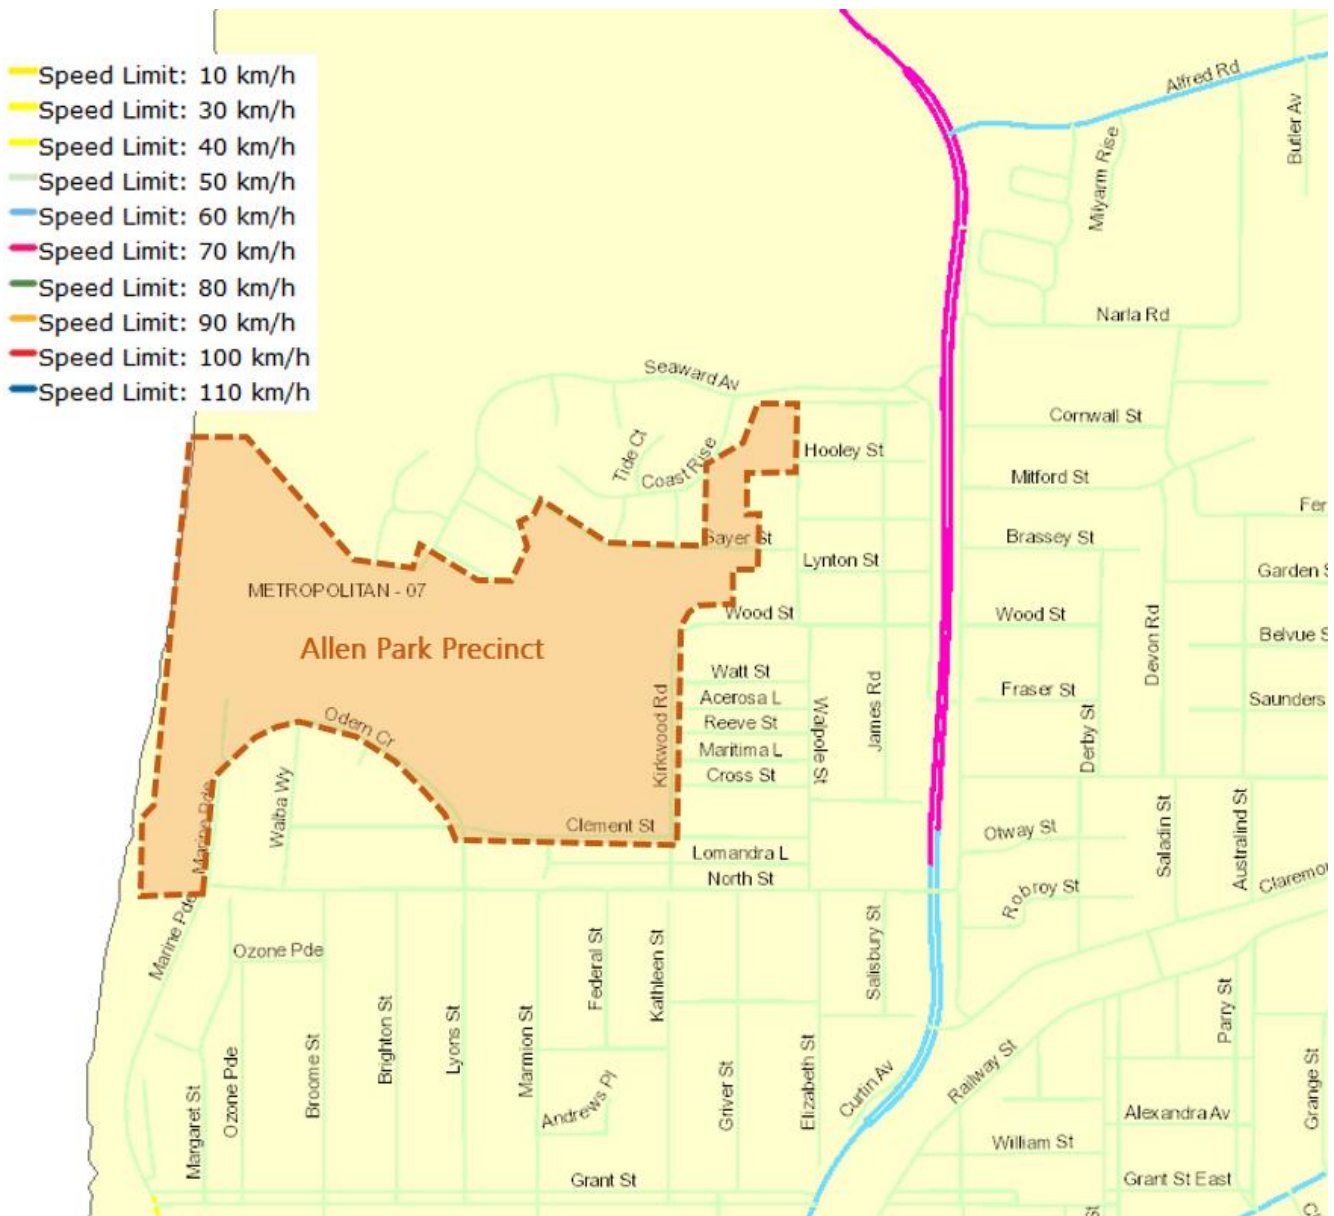 Speed Limit: 10 km/h
Speed Limit: 30 km/h
Speed Limit: 40 km/h
Speed Limit: 50 km/h
Speed Limit: 60 km/h
Speed Limit: 70 km/h
Speed Limit: 80 km/h
Speed Limit: 90 km/h
Speed Limit: 100 km/h
Speed Limit: 110 km/h
Alfred Rd
Butler Av
Milyarm Rise
Narla Rd
Seaward Av
Cornwall St
Tide Ct
Coast Rise
Hooley St
Mitford St
Fer
Sayer St
Brassey St
Lynton St
Garden S
METROPOLITAN - 07
Wood St
Wood St
Belvue S
Allen Park Precinct
Devon Rd
Watt St
Acerosa L
Reeve St
Maritima L
Cross St
Kirkwood Rd
Walpole St
James Rd
Fraser St
Saunders
Derby St
Odern Cr
Marine Pde
Walba Wy
Clement St
Otway St
Saladin St
Australind St
Lomandra L
North St
Claremo
Robroy St
Marine Pde
Ozone Pde
Federal St
Kathleen St
Salisbury St
Parry St
Brighton St
Lyons St
Marmion St
Broome St
Ozone Pde
Margaret St
Andrews Pl
Griver St
Elizabeth St
Curtin Av
Railway St
Grange St
Alexandra Av
William St
Grant St
Grant St East
St